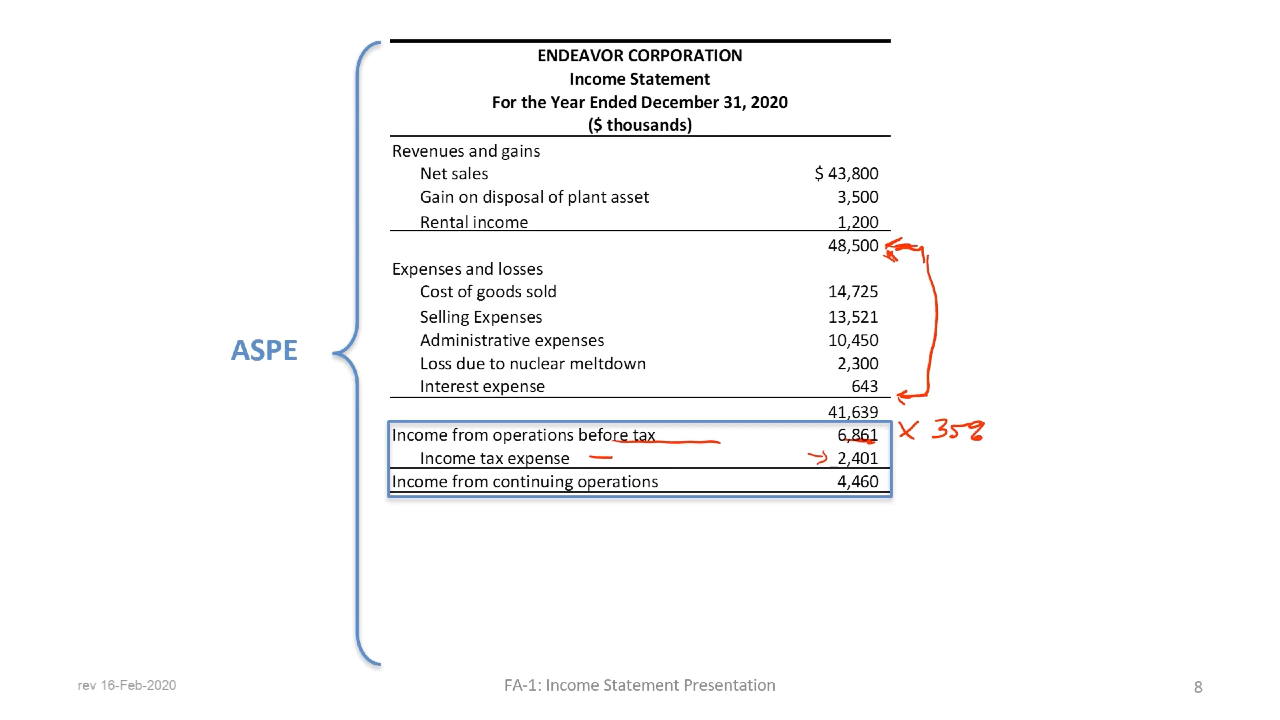 ENDEAVOR CORPORATION
Income Statement
For the Year Ended December 31, 2020
($ thousands)
Revenues and gains
Net sales $ 43,800
Gain on disposal of plant asset 3,500
Rental income 1,200
48,500
Expenses and losses
Cost of goods sold 14,725
Selling Expenses 13,521
Administrative expenses 10,450
Loss due to nuclear meltdown 2,300
Interest expense 643
41,639
Income from operations before tax 6,861 X 35%
Income tax expense 2,401
Income from continuing operations 4,460
ASPE
rev 16-Feb-2020 FA-1: Income Statement Presentation 8